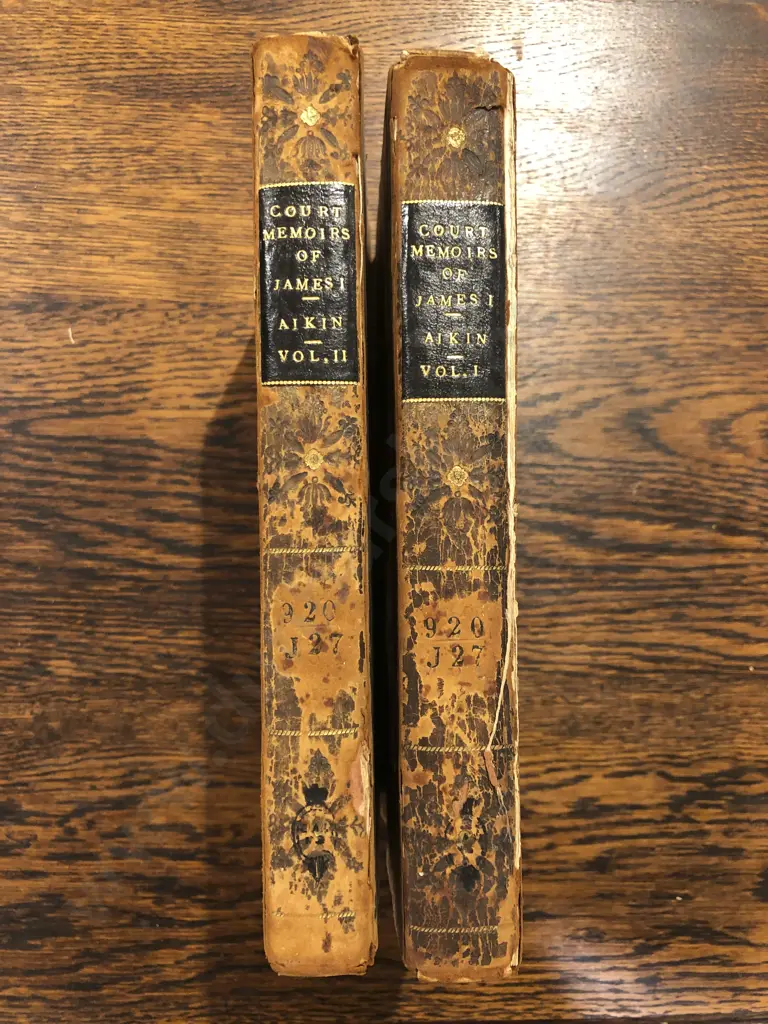 COURT
MEMOIRS
OF
JAMES I
AIKIN
VOL. II
920
J27
COURT
MEMOIRS
OF
JAMES I
AIKIN
VOL. I
920
J27